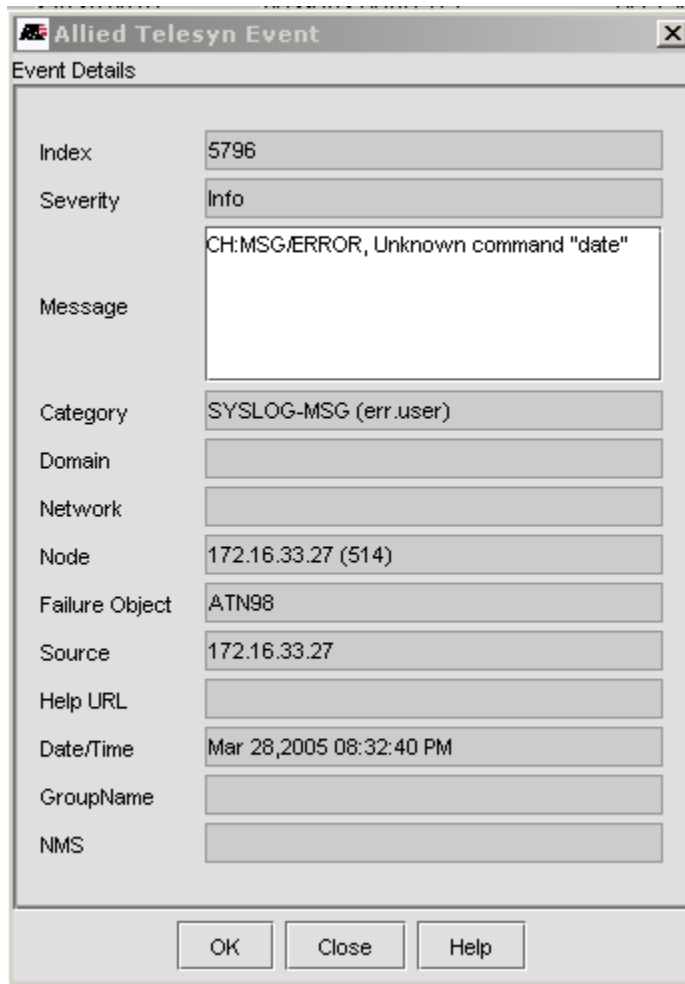 Allied Telesyn Event
Event Details
Index 5796
Severity Info
Message CH:MSG/ERROR, Unknown command "date"
Category SYSLOG-MSG (err.user)
Domain
Network
Node 172.16.33.27 (514)
Failure Object ATN98
Source 172.16.33.27
Help URL
Date/Time Mar 28,2005 08:32:40 PM
GroupName
NMS
OK Close Help